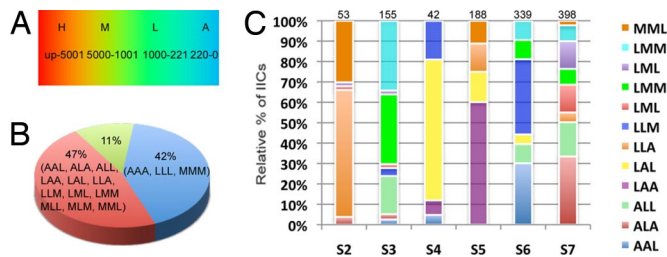 A
H M L A
up-5001 5000-1001 1000-221 220-0
B
11%
47%
(AAL, ALA, ALL,
LAA, LAL, LLA,
LLM, LML, LMM
MLL, MLM, MML)
42%
(AAA, LLL, MMM)
C
Relative % of IICs
100%
90%
80%
70%
60%
50%
40%
30%
20%
10%
0%
53 155 42 188 339 398
S2 S3 S4 S5 S6 S7
MML
LMM
LML
LMM
LML
LLM
LLA
LAL
LAA
ALL
ALA
AAL